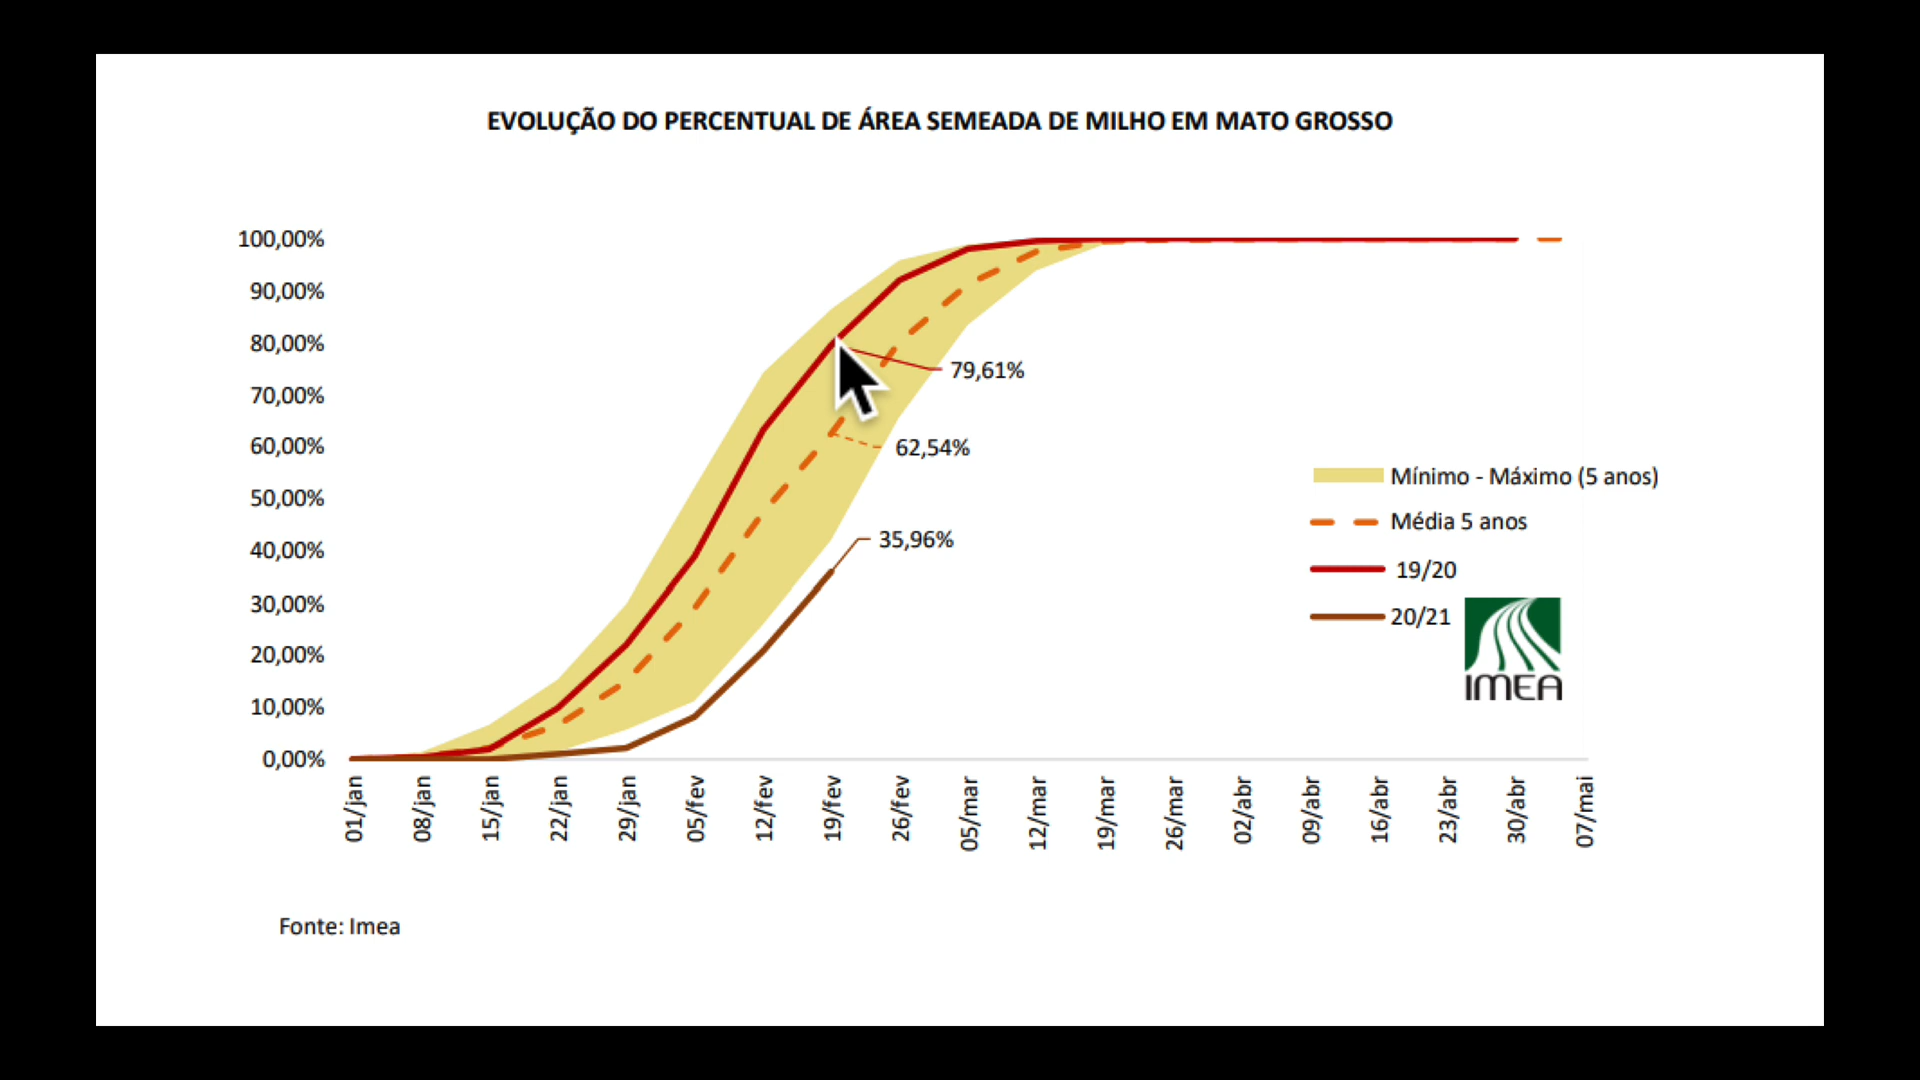 EVOLUÇÃO DO PERCENTUAL DE ÁREA SEMEADA DE MILHO EM MATO GROSSO
100,00%
90,00%
80,00%
70,00%
60,00%
50,00%
40,00%
30,00%
20,00%
10,00%
0,00%
79,61%
62,54%
35,96%
Mínimo - Máximo (5 anos)
Média 5 anos
19/20
20/21
IMEA
01/jan
08/jan
15/jan
22/jan
29/jan
05/fev
12/fev
19/fev
26/fev
05/mar
12/mar
19/mar
26/mar
02/abr
09/abr
16/abr
23/abr
30/abr
07/mai
Fonte: Imea